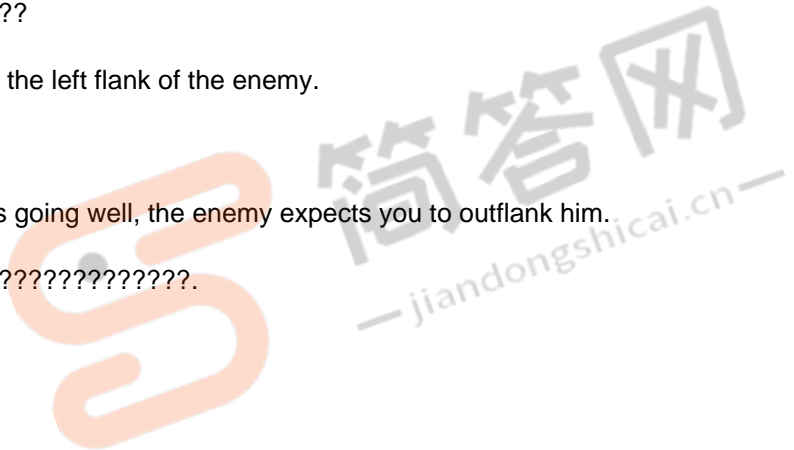 ??
the left flank of the enemy.
s going well, the enemy expects you to outflank him.
?????????????.
简答网
jiandongshicai.cn